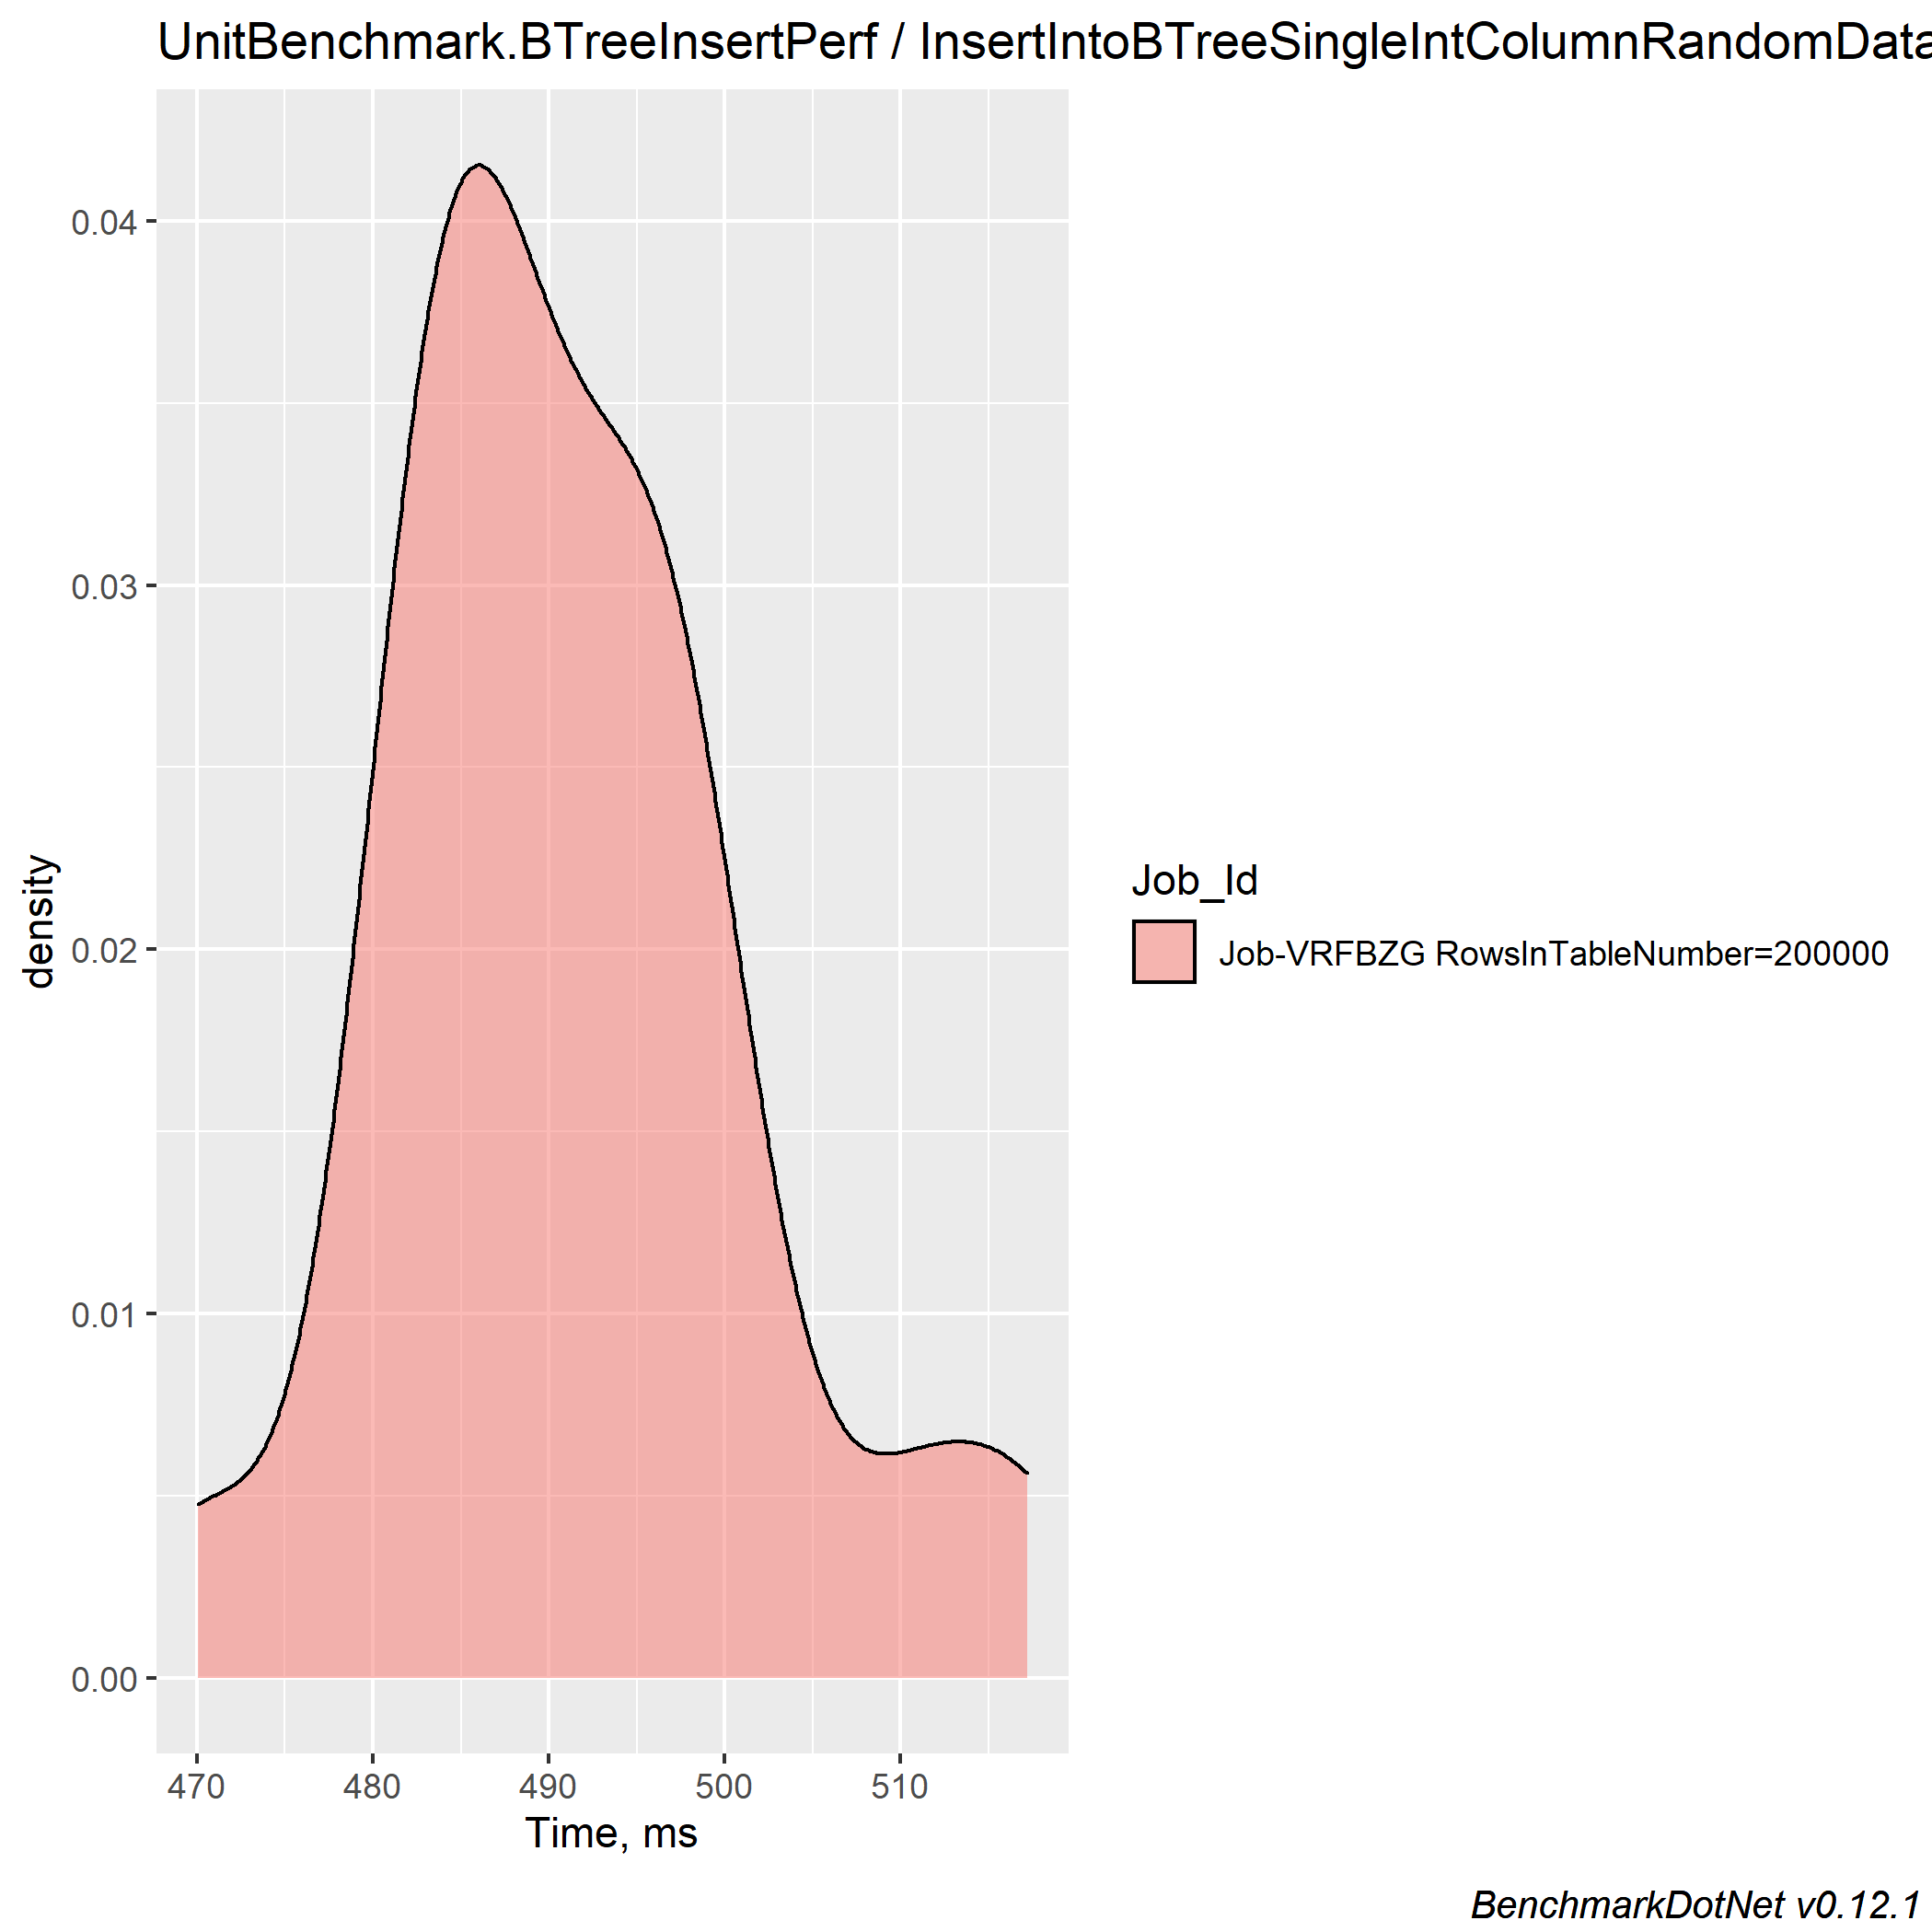 UnitBenchmark.BTreeInsertPerf / InsertIntoBTreeSingleIntColumnRandomData
0.04
0.03
0.02
0.01
0.00
density
470 480 490 500 510
Time, ms
Job_Id
Job-VRFBZG RowsInTableNumber=200000
BenchmarkDotNet v0.12.1